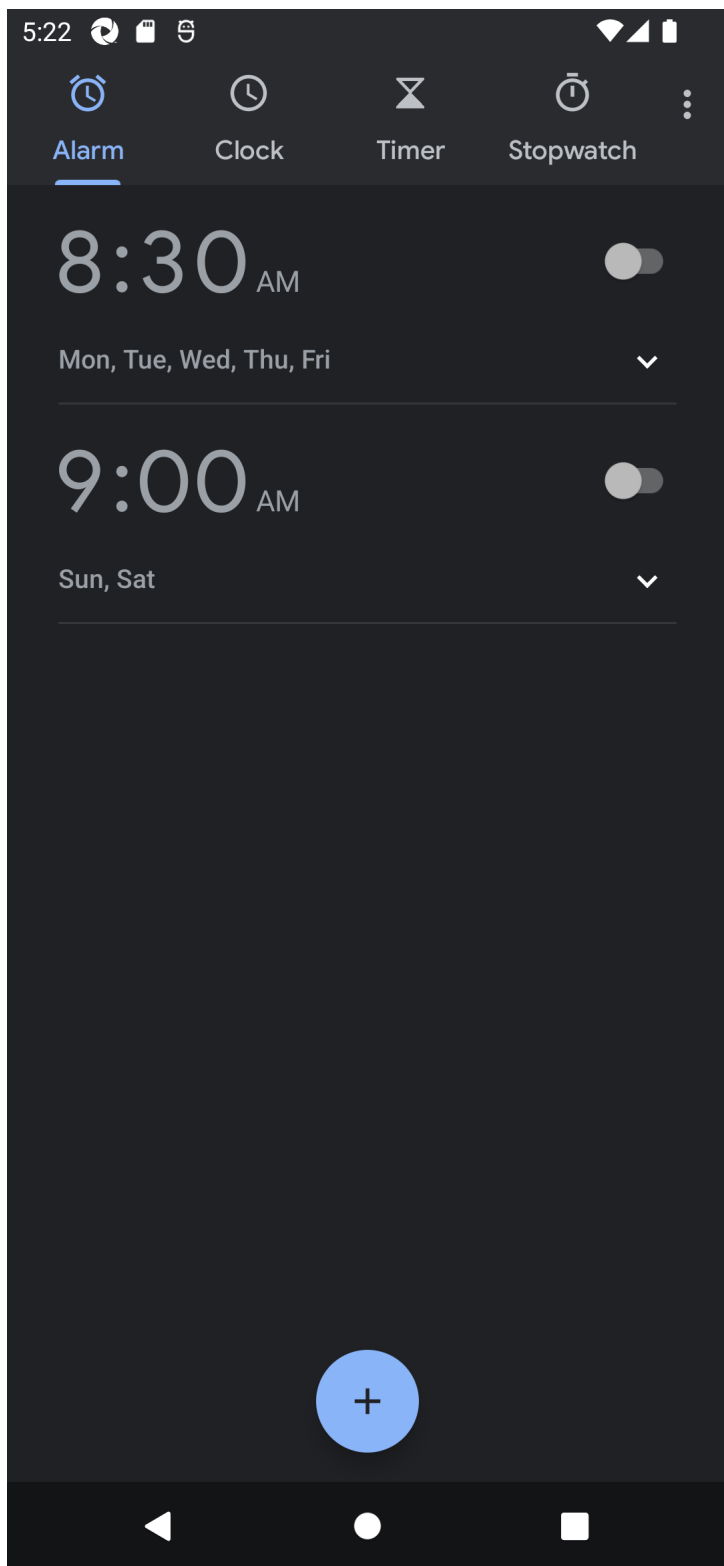 5:22
Alarm Clock Timer Stopwatch
8:30 AM
Mon, Tue, Wed, Thu, Fri
9:00 AM
Sun, Sat